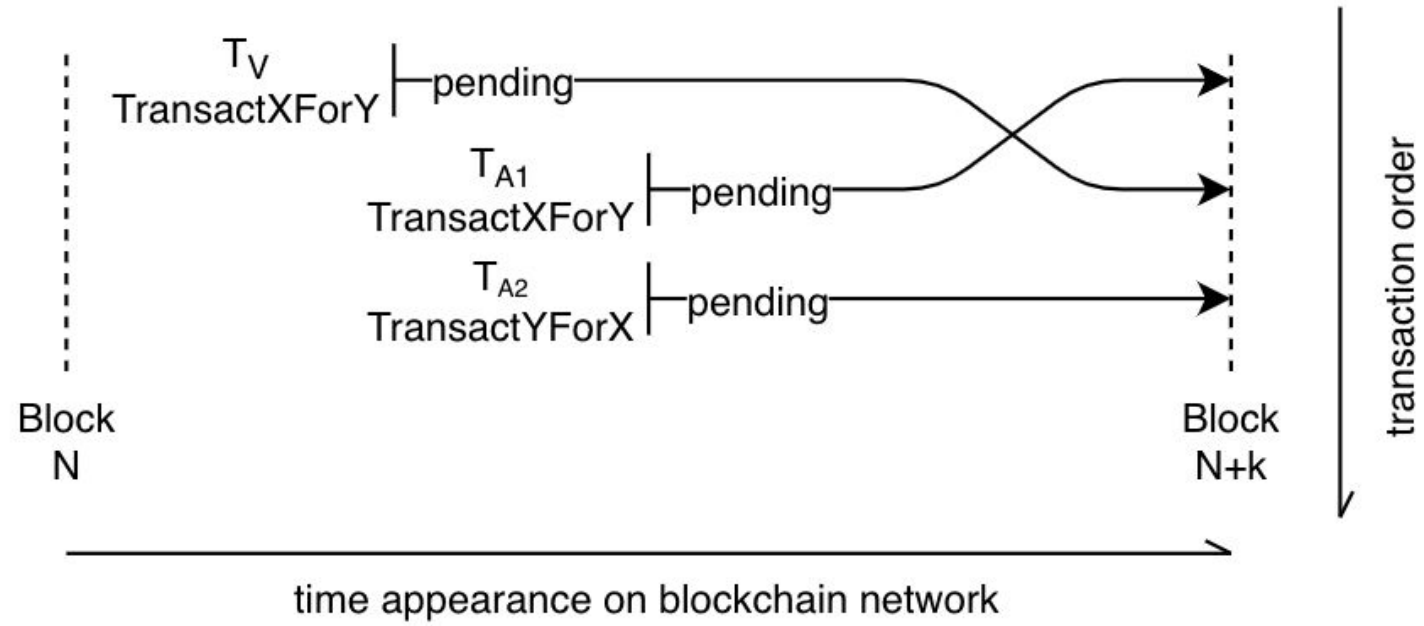 T_V
TransactXForY
pending
T_A1
TransactXForY
pending
T_A2
TransactYForX
pending
Block
N
Block
N+k
transaction order
time appearance on blockchain network